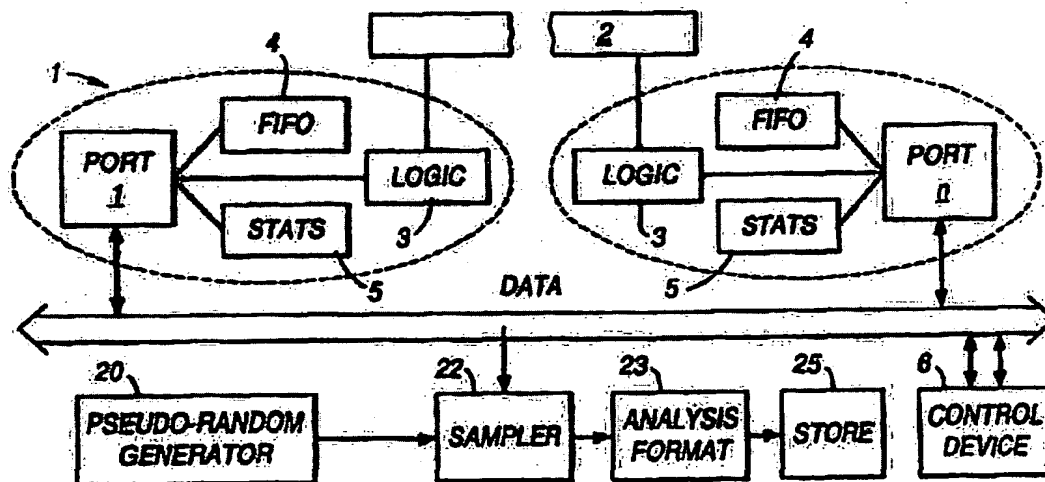 4
2
4
1
FIFO
FIFO
PORT
1
LOGIC
LOGIC
PORT
n
STATS
3
3
STATS
5
DATA
5
20
22
23
25
6
PSEUDO-RANDOM
GENERATOR
SAMPLER
ANALYSIS
FORMAT
STORE
CONTROL
DEVICE